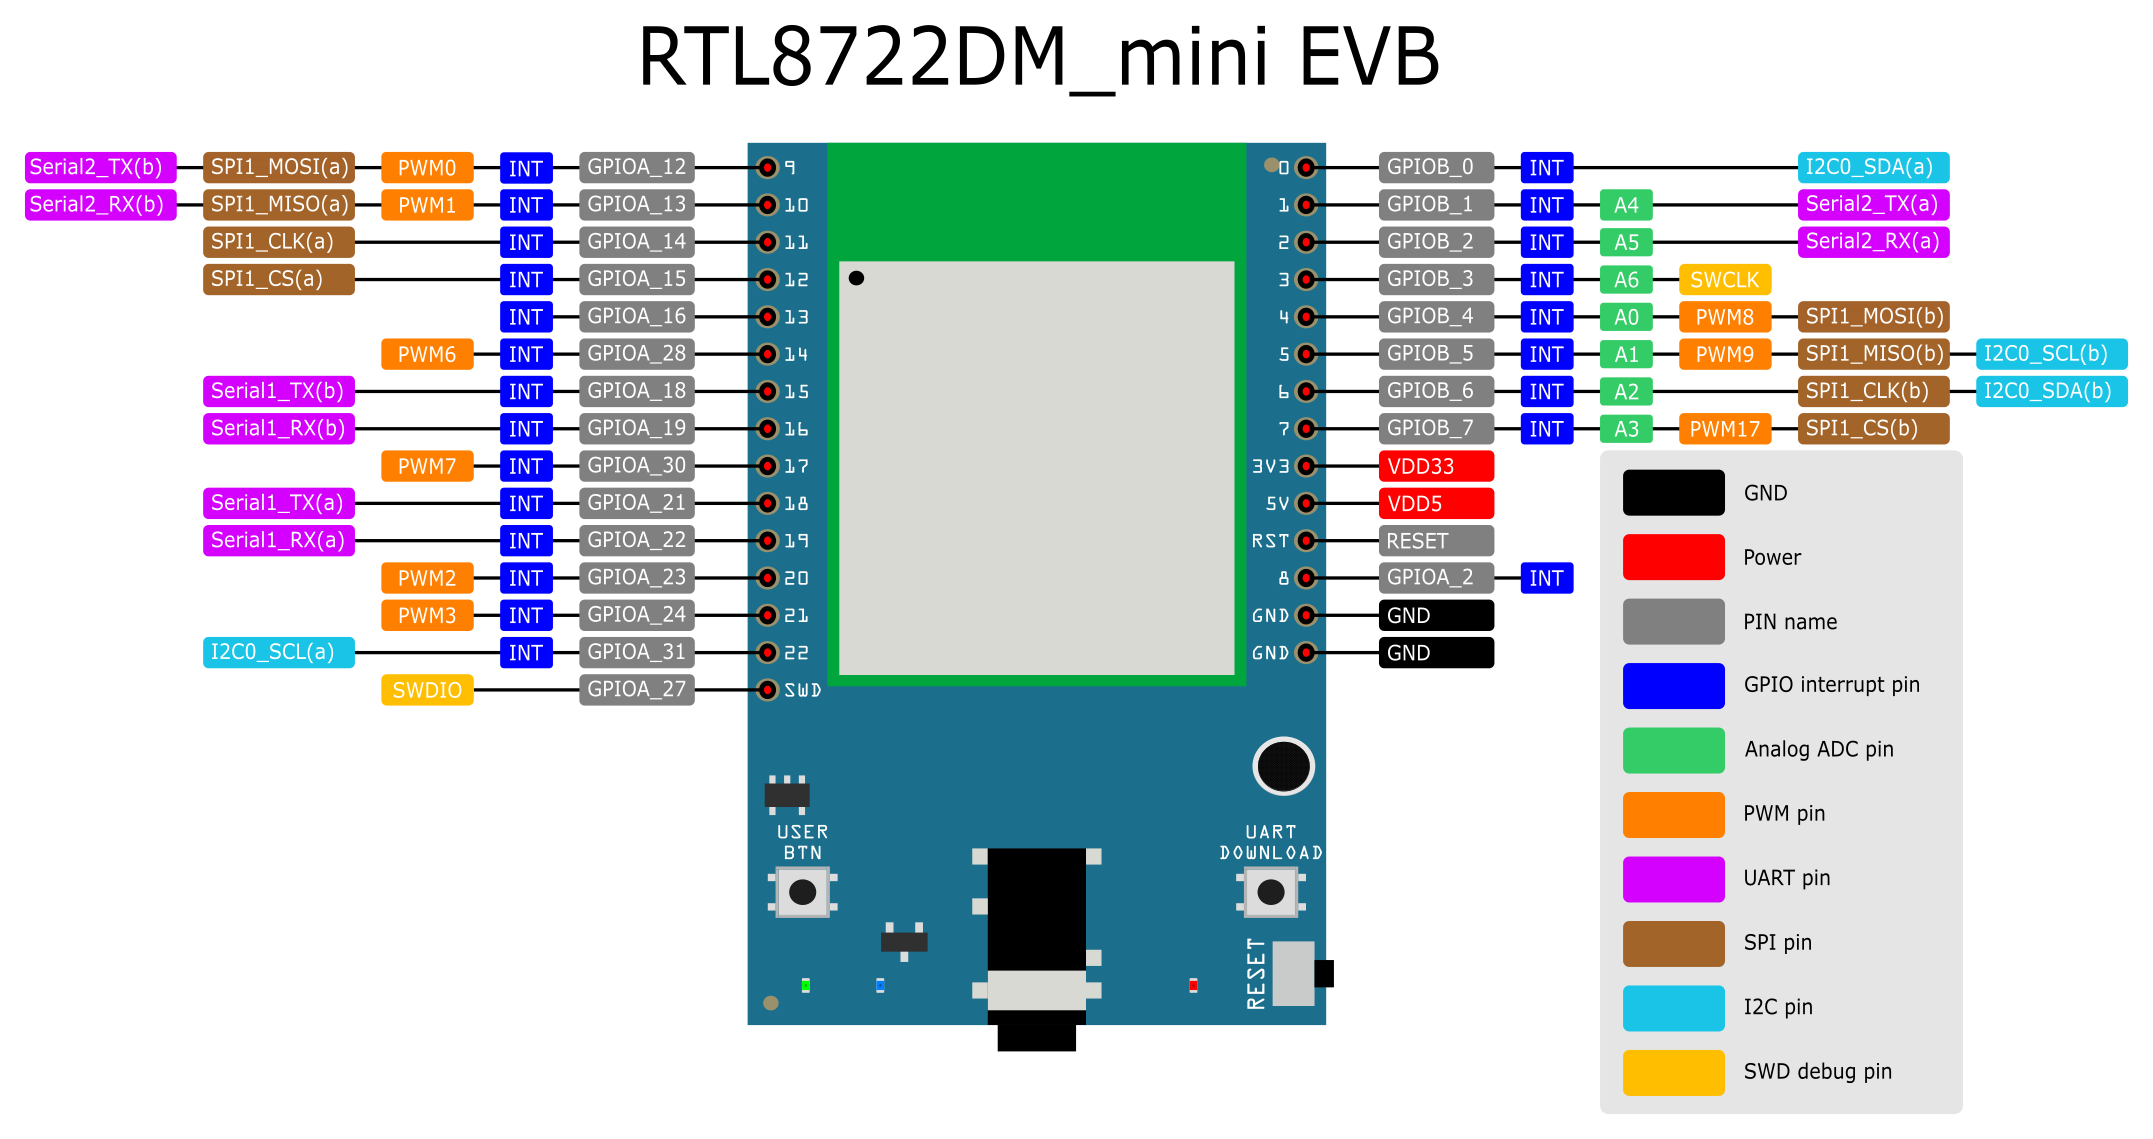 RTL8722DM_mini EVB
Serial2_TX(b) SPI1_MOSI(a) PWM0 INT GPIOA_12 9 0 GPIOB_0 INT I2C0_SDA(a)
Serial2_RX(b) SPI1_MISO(a) PWM1 INT GPIOA_13 10 1 GPIOB_1 INT A4 Serial2_TX(a)
SPI1_CLK(a) INT GPIOA_14 11 2 GPIOB_2 INT A5 Serial2_RX(a)
SPI1_CS(a) INT GPIOA_15 12 3 GPIOB_3 INT A6 SWCLK
INT GPIOA_16 13 4 GPIOB_4 INT A0 PWM8 SPI1_MOSI(b)
PWM6 INT GPIOA_28 14 5 GPIOB_5 INT A1 PWM9 SPI1_MISO(b) I2C0_SCL(b)
Serial1_TX(b) INT GPIOA_18 15 6 GPIOB_6 INT A2 SPI1_CLK(b) I2C0_SDA(b)
Serial1_RX(b) INT GPIOA_19 16 7 GPIOB_7 INT A3 PWM17 SPI1_CS(b)
PWM7 INT GPIOA_30 17 3V3 VDD33
Serial1_TX(a) INT GPIOA_21 18 5V VDD5
Serial1_RX(a) INT GPIOA_22 19 RST RESET
PWM2 INT GPIOA_23 20 8 GPIOA_2 INT
PWM3 INT GPIOA_24 21 GND GND
I2C0_SCL(a) INT GPIOA_31 22 GND GND
SWDIO GPIOA_27 SWD
USER
BTN
UART
DOWNLOAD
RESET
GND
Power
PIN name
GPIO interrupt pin
Analog ADC pin
PWM pin
UART pin
SPI pin
I2C pin
SWD debug pin